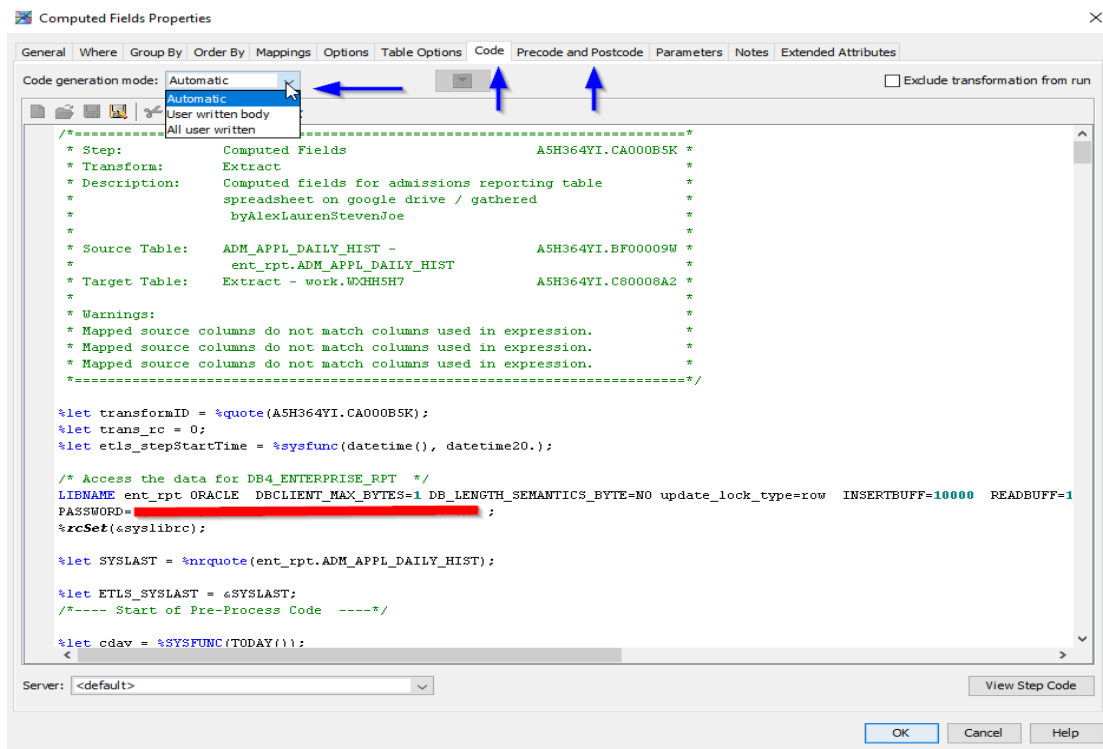 Computed Fields Properties
General Where Group By Order By Mappings Options Table Options Code Precode and Postcode Parameters Notes Extended Attributes
Code generation mode: Automatic Exclude transformation from run
Automatic
User written body
All user written
/*==========================================================================*
* Step: Computed Fields A5H364YI.CA000B5K *
* Transform: Extract *
* Description: Computed fields for admissions reporting table *
* spreadsheet on google drive / gathered *
* byAlexLaurenStevenJoe *
* *
* Source Table: ADM_APPL_DAILY_HIST - A5H364YI.BF00009W *
* ent_rpt.ADM_APPL_DAILY_HIST *
* Target Table: Extract - work.WXHH5H7 A5H364YI.C80008A2 *
* *
* Warnings: *
* Mapped source columns do not match columns used in expression. *
* Mapped source columns do not match columns used in expression. *
* Mapped source columns do not match columns used in expression. *
*==========================================================================*/
%let transformID = %quote(A5H364YI.CA000B5K);
%let trans_rc = 0;
%let etls_stepStartTime = %sysfunc(datetime(), datetime20.);
/* Access the data for DB4_ENTERPRISE_RPT */
LIBNAME ent_rpt ORACLE DBCLIENT_MAX_BYTES=1 DB_LENGTH_SEMANTICS_BYTE=NO update_lock_type=row INSERTBUFF=10000 READBUFF=1
PASSWORD= ;
%rcSet(&syslibrc);
%let SYSLAST = %nrquote(ent_rpt.ADM_APPL_DAILY_HIST);
%let ETLS_SYSLAST = &SYSLAST;
/*---- Start of Pre-Process Code ----*/
%let cday = %SYSFUNC(TODAY());
Server: <default> View Step Code
OK Cancel Help